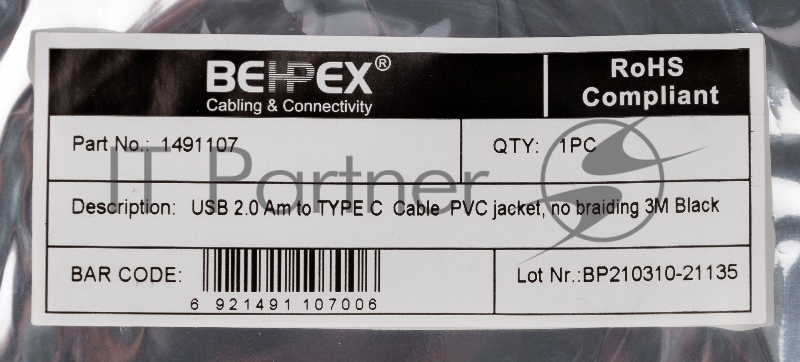 BEHPEX®
Cabling & Connectivity
RoHS
Compliant
Part No.: 1491107
QTY: 1PC
IT Partner
Description: USB 2.0 Am to TYPE C Cable PVC jacket, no braiding 3M Black
BAR CODE:
6 921491 107006
Lot Nr.:BP210310-21135